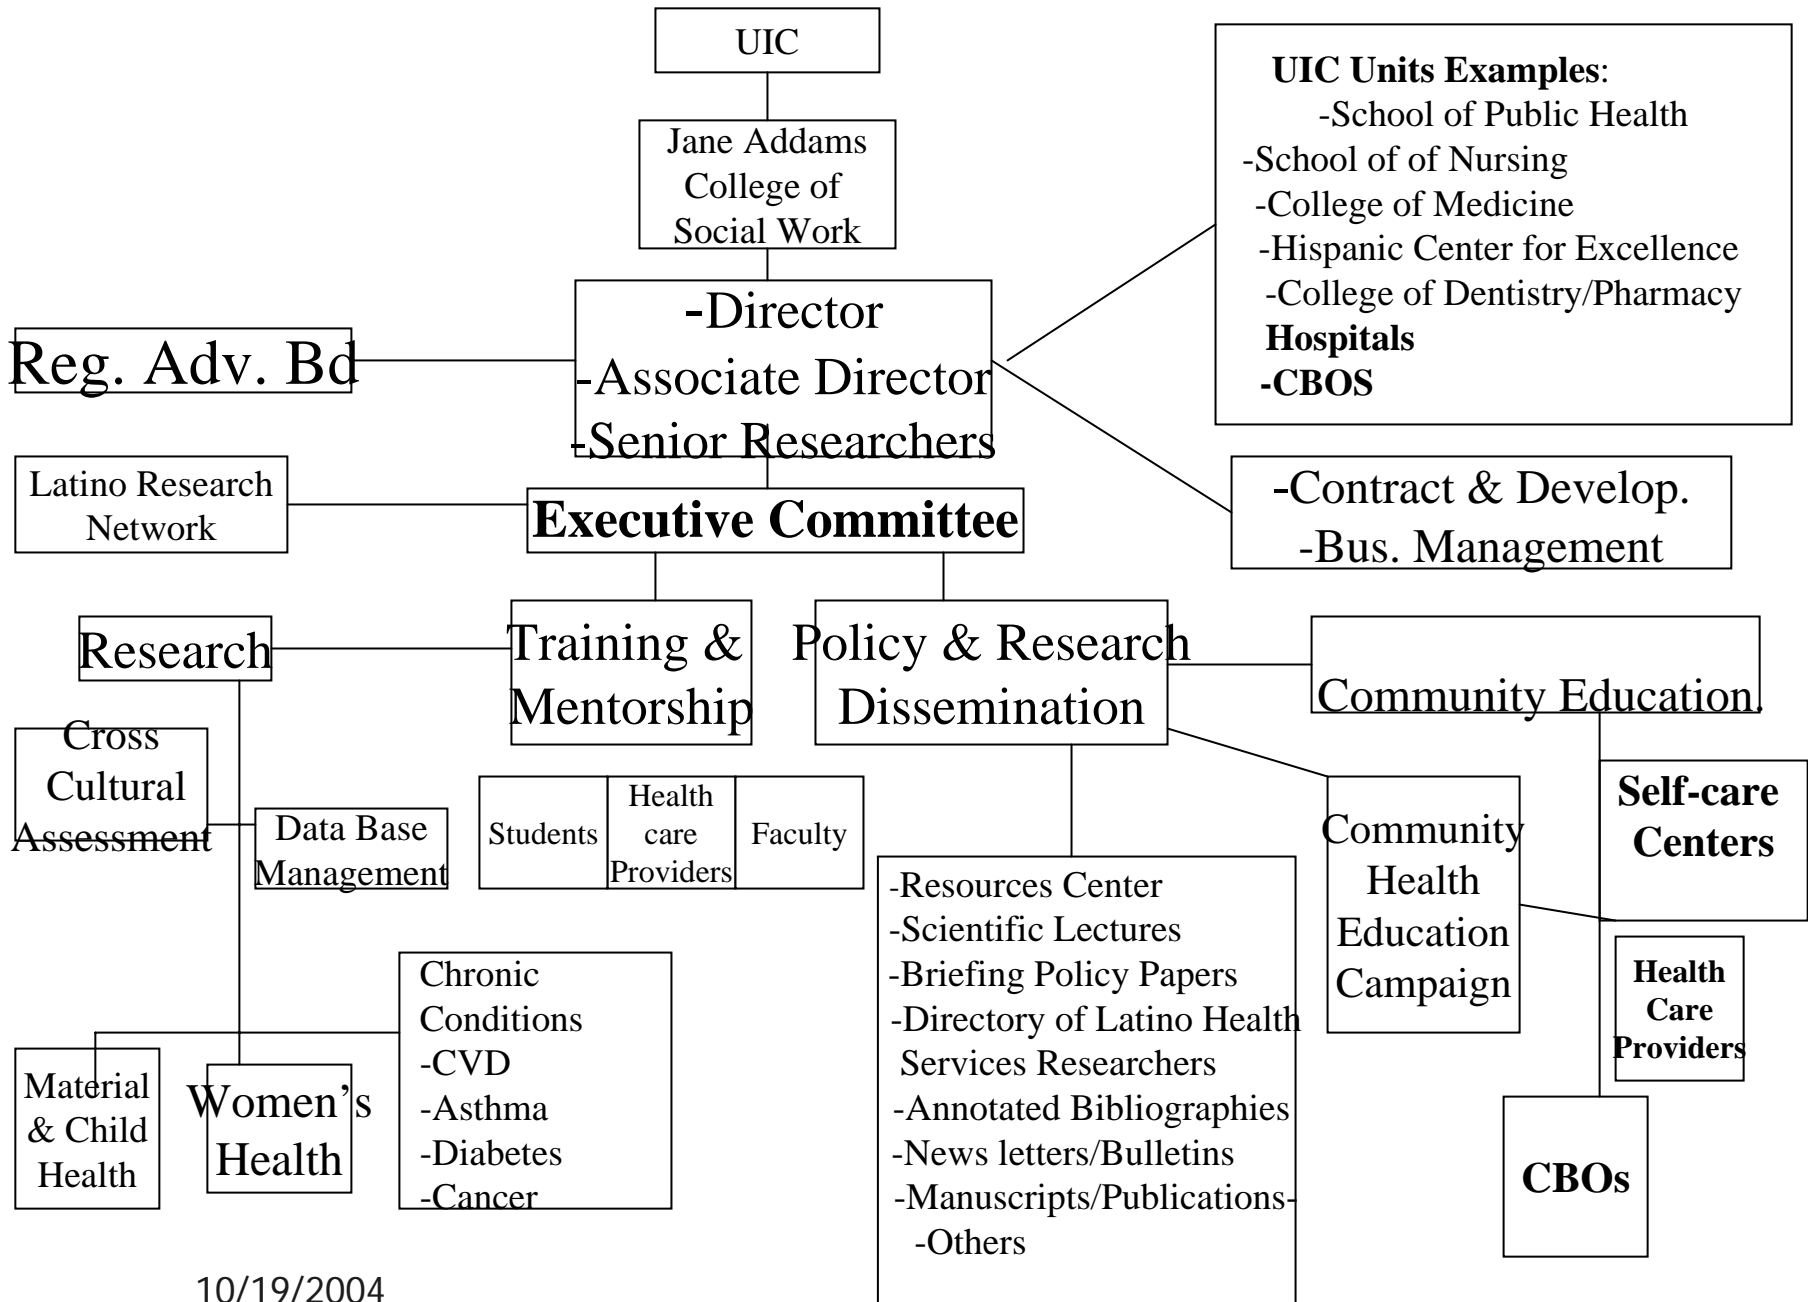 UIC
Jane Addams
College of
Social Work
UIC Units Examples:
-School of Public Health
-School of of Nursing
-College of Medicine
-Hispanic Center for Excellence
-College of Dentistry/Pharmacy
Hospitals
-CBOS
-Director
-Associate Director
-Senior Researchers
Reg. Adv. Bd
Latino Research
Network
Executive Committee
-Contract & Develop.
-Bus. Management
Research
Training &
Mentorship
Policy & Research
Dissemination
Community Education.
Cross
Cultural
Assessment
Data Base
Management
Students
Health
care
Providers
Faculty
Community
Health
Education
Campaign
Self-care
Centers
Health
Care
Providers
CBOs
-Resources Center
-Scientific Lectures
-Briefing Policy Papers
-Directory of Latino Health
Services Researchers
-Annotated Bibliographies
-News letters/Bulletins
-Manuscripts/Publications-
-Others
Material
& Child
Health
Women's
Health
Chronic
Conditions
-CVD
-Asthma
-Diabetes
-Cancer
10/19/2004